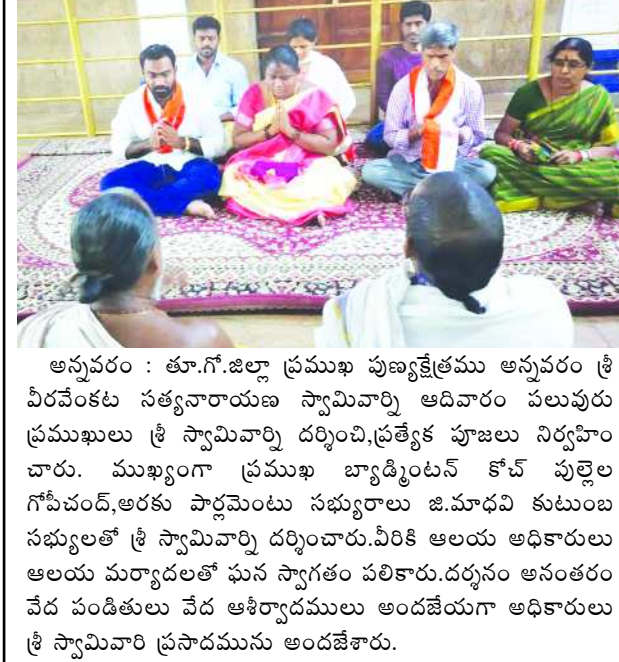 అన్నవరం : తూ.గో.జిల్లా ప్రముఖ పుణ్యక్షేత్రము అన్నవరం శ్రీ
వీరవేంకట సత్యనారాయణ స్వామివార్ని ఆదివారం పలువురు
ప్రముఖులు శ్రీ స్వామివార్ని దర్శించి,ప్రత్యేక పూజలు నిర్వహిం
చారు. ముఖ్యంగా ప్రముఖ బ్యాడ్మింటన్ కోచ్ పుల్లెల
గోపీచంద్,అరకు పార్లమెంటు సభ్యురాలు జి.మాధవి కుటుంబ
సభ్యులతో శ్రీ స్వామివార్ని దర్శించారు.వీరికి ఆలయ అధికారులు
ఆలయ మర్యాదలతో ఘన స్వాగతం పలికారు.దర్శనం అనంతరం
వేద పండితులు వేద ఆశీర్వాదములు అందజేయగా అధికారులు
శ్రీ స్వామివారి ప్రసాదమును అందజేశారు.